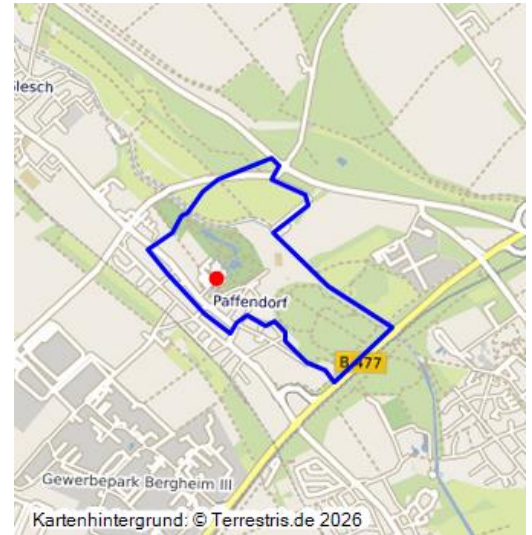 lesch
Paffendorf
B 477
Gewerbepark Bergheim III
Kartenhintergrund: © Terrestris.de 2026